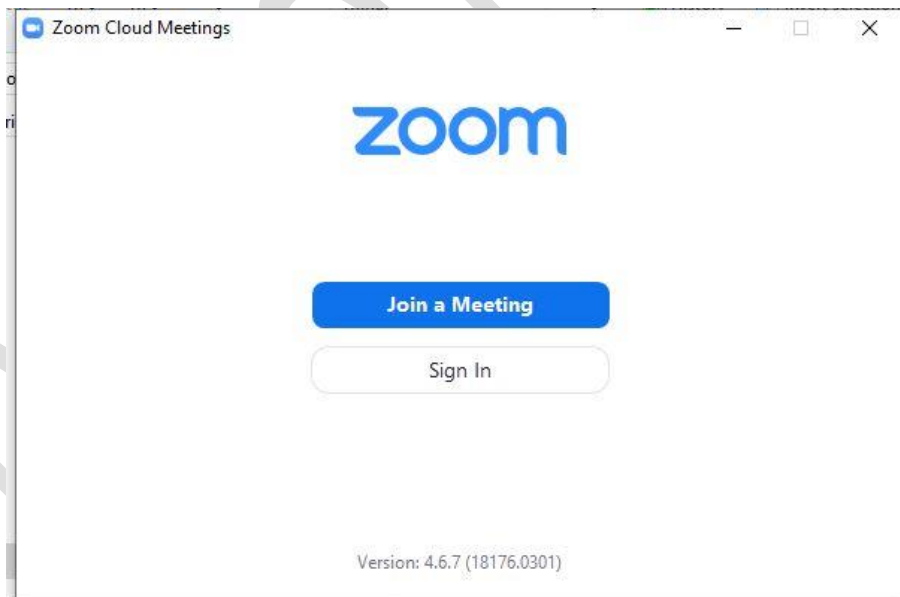 Zoom Cloud Meetings
zoom
Join a Meeting
Sign In
Version: 4.6.7 (18176.0301)